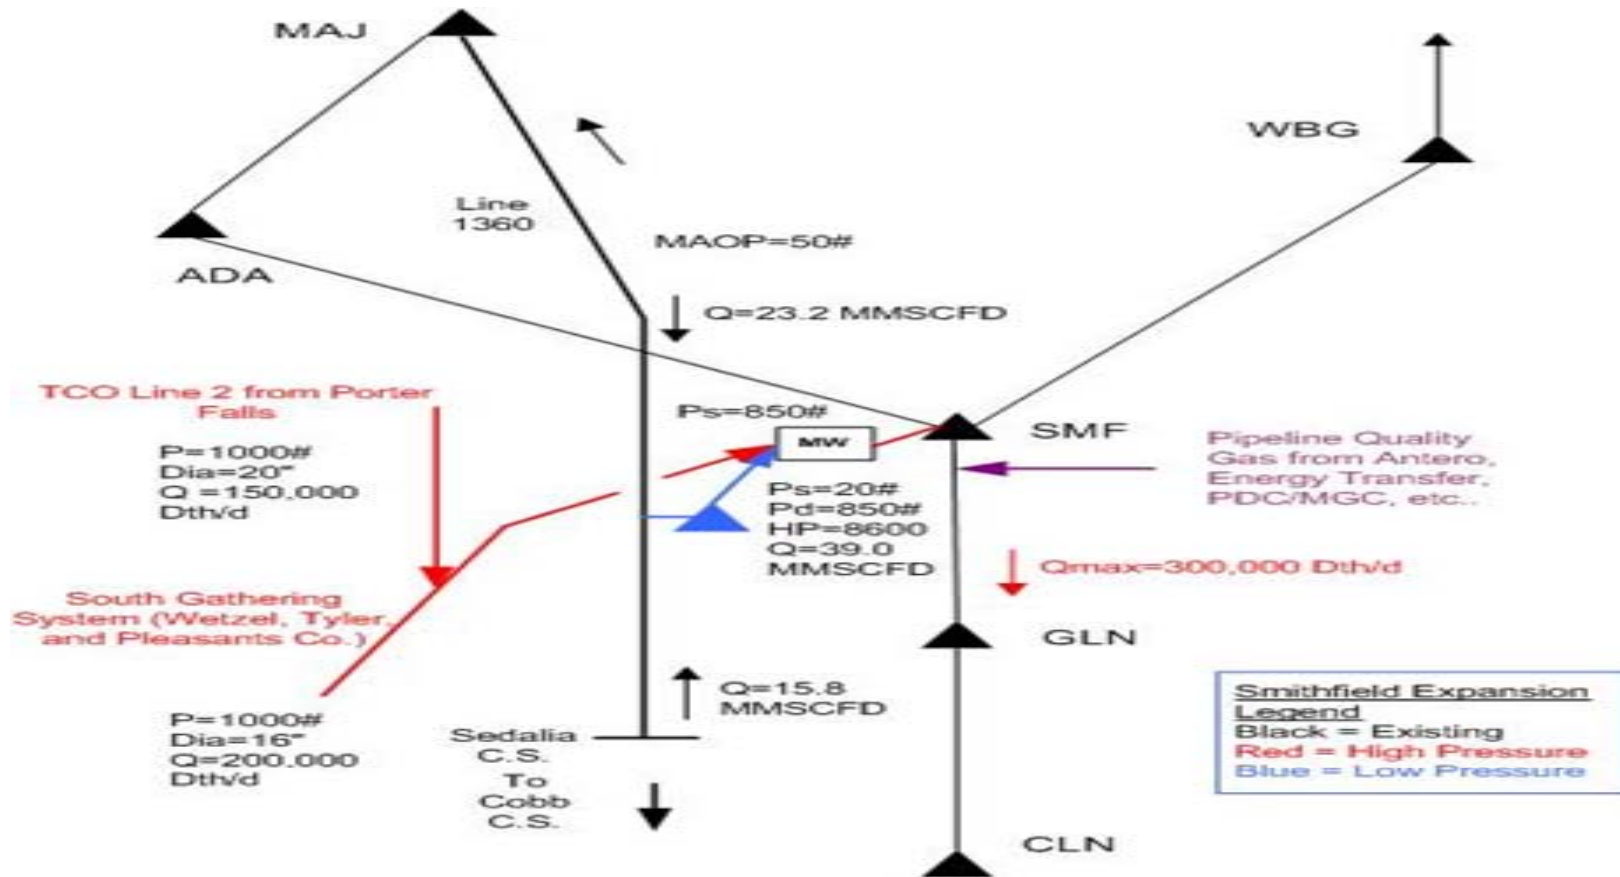 MAJ
WBG
Line
1360
MAOP=50#
ADA
Q=23.2 MMSCFD
TCO Line 2 from Porter
Falls
P=1000#
Dia=20"
Q =150,000
Dth/d
Ps=850#
MW
SMF
Pipeline Quality
Gas from Antero,
Energy Transfer,
PDC/MGC, etc..
Ps=20#
Pd=850#
HP=8600
Q=39.0
MMSCFD
Qmax=300,000 Dth/d
South Gathering
System (Wetzel, Tyler,
and Pleasants Co.)
GLN
P=1000#
Dia=16"
Q=200,000
Dth/d
Q=15.8
MMSCFD
Sedalia
C.S.
To
Cobb
C.S.
Smithfield Expansion
Legend
Black = Existing
Red = High Pressure
Blue = Low Pressure
CLN